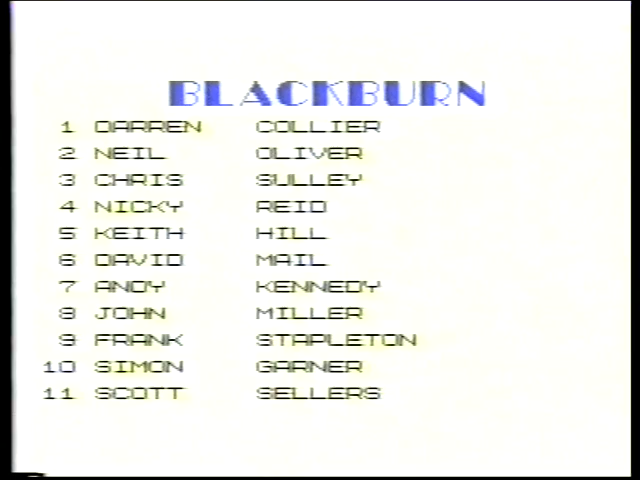 BLACKBURN
1 DARREN COLLIER
2 NEIL OLIVER
3 CHRIS SULLEY
4 NICKY REID
5 KEITH HILL
6 DAVID MAIL
7 ANDY KENNEDY
8 JOHN MILLER
9 FRANK STAPLETON
10 SIMON GARNER
11 SCOTT SELLERS